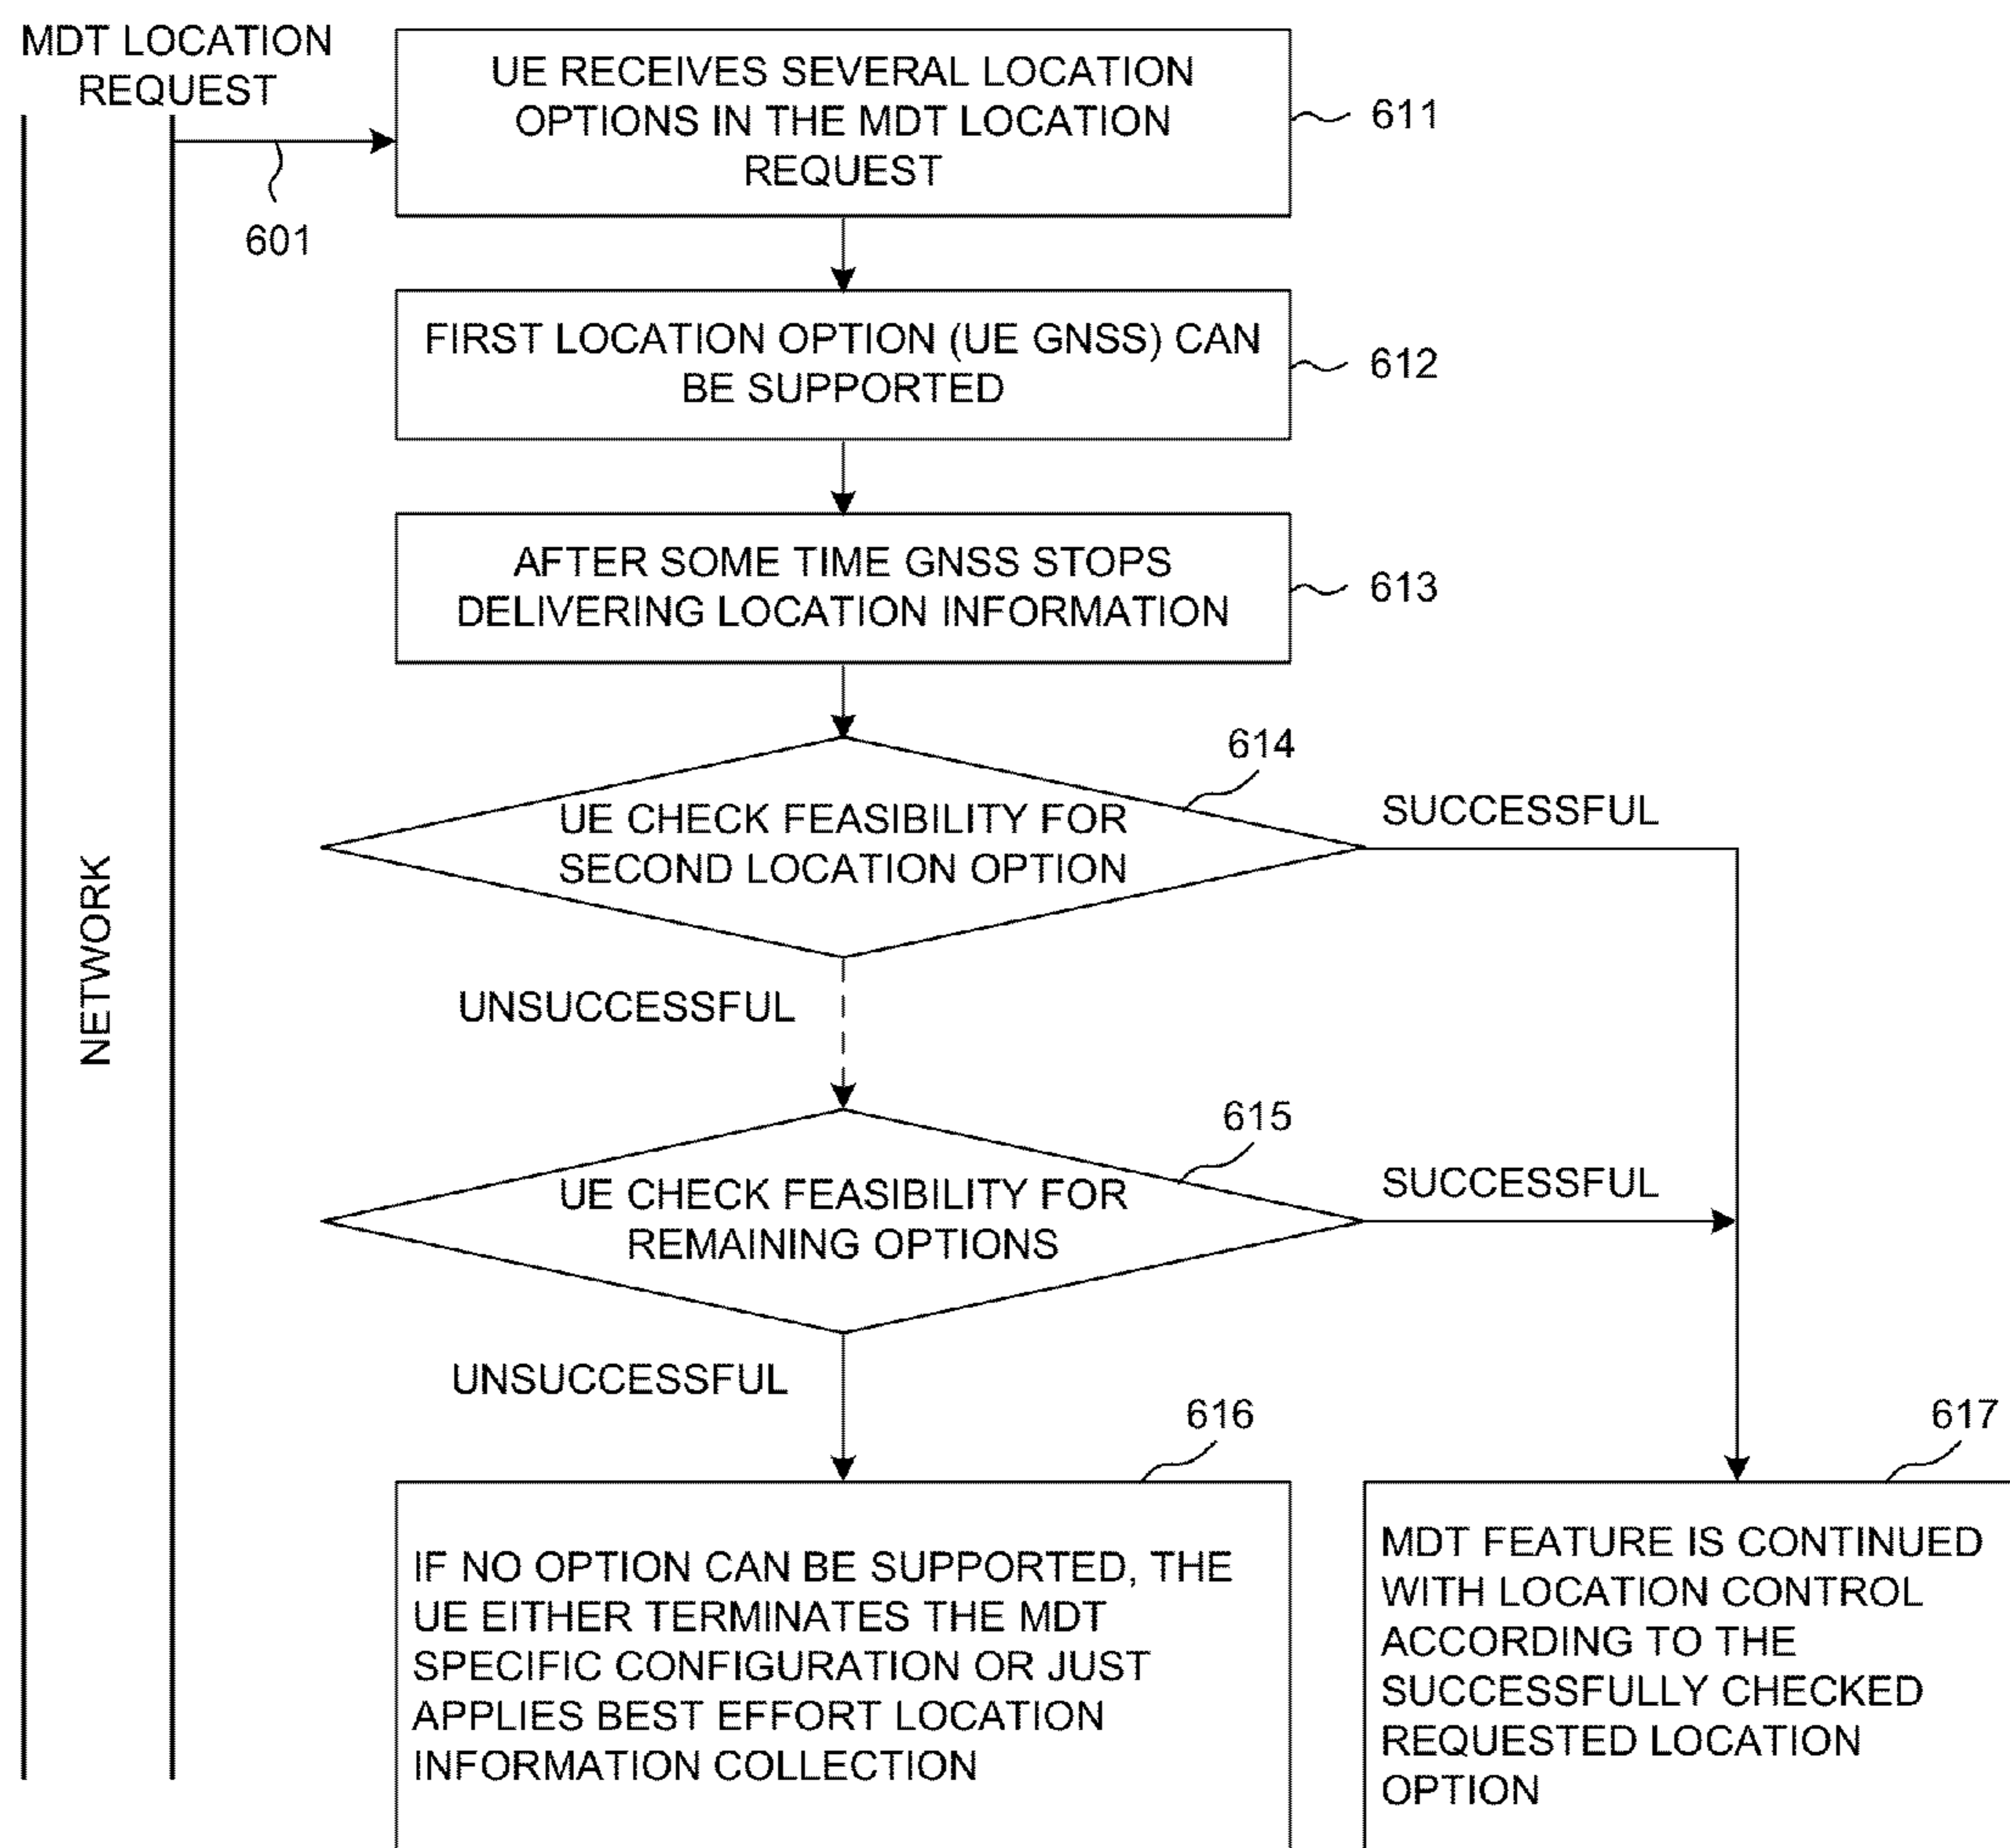 MDT LOCATION
REQUEST
601
NETWORK
UE RECEIVES SEVERAL LOCATION
OPTIONS IN THE MDT LOCATION
REQUEST
611
FIRST LOCATION OPTION (UE GNSS) CAN
BE SUPPORTED
612
AFTER SOME TIME GNSS STOPS
DELIVERING LOCATION INFORMATION
613
614
UE CHECK FEASIBILITY FOR
SECOND LOCATION OPTION
SUCCESSFUL
UNSUCCESSFUL
615
UE CHECK FEASIBILITY FOR
REMAINING OPTIONS
SUCCESSFUL
UNSUCCESSFUL
616
IF NO OPTION CAN BE SUPPORTED, THE
UE EITHER TERMINATES THE MDT
SPECIFIC CONFIGURATION OR JUST
APPLIES BEST EFFORT LOCATION
INFORMATION COLLECTION
617
MDT FEATURE IS CONTINUED
WITH LOCATION CONTROL
ACCORDING TO THE
SUCCESSFULLY CHECKED
REQUESTED LOCATION
OPTION